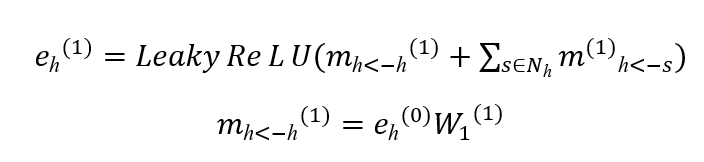 e_h^(1) = Leaky Re L U(m_{h<−h}^(1) + ∑_{s∈N_h} m^(1)_{h<−s})
m_{h<−h}^(1) = e_h^(0) W_1^(1)